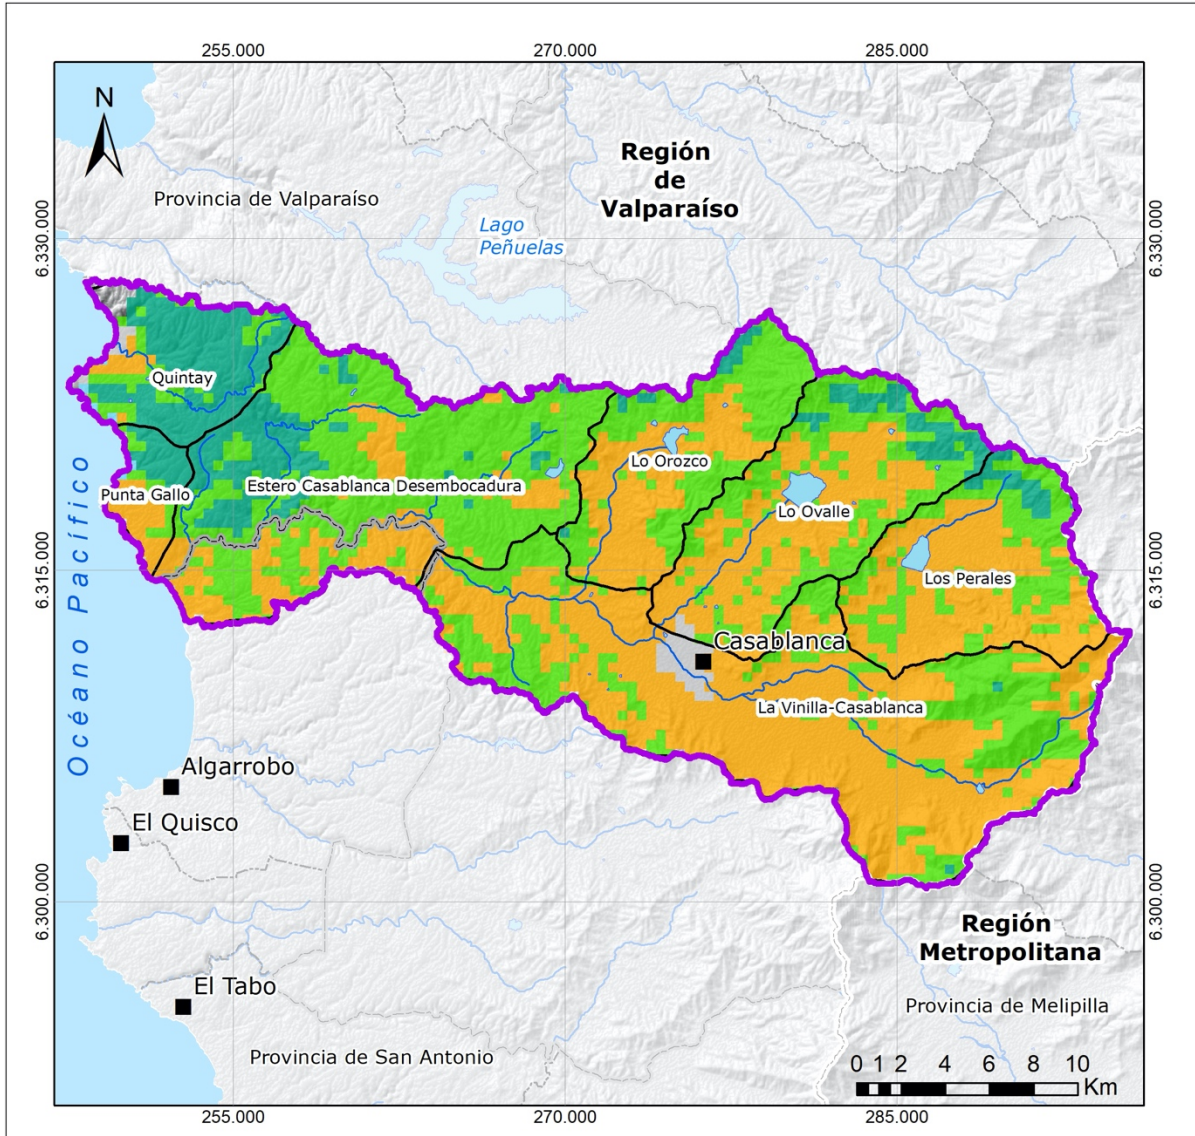 255.000
270.000
285.000
N
Región
de
Valparaíso
Provincia de Valparaíso
Lago
Peñuelas
6.330.000
6.330.000
Quintay
Lo Orozco
Punta Gallo
Estero Casablanca Desembocadura
Lo Ovalle
Los Perales
6.315.000
6.315.000
Océano Pacífico
Casablanca
La Vinilla-Casablanca
Algarrobo
El Quisco
6.300.000
6.300.000
Región
Metropolitana
El Tabo
Provincia de Melipilla
Provincia de San Antonio
0 1 2 4 6 8 10
Km
255.000
270.000
285.000